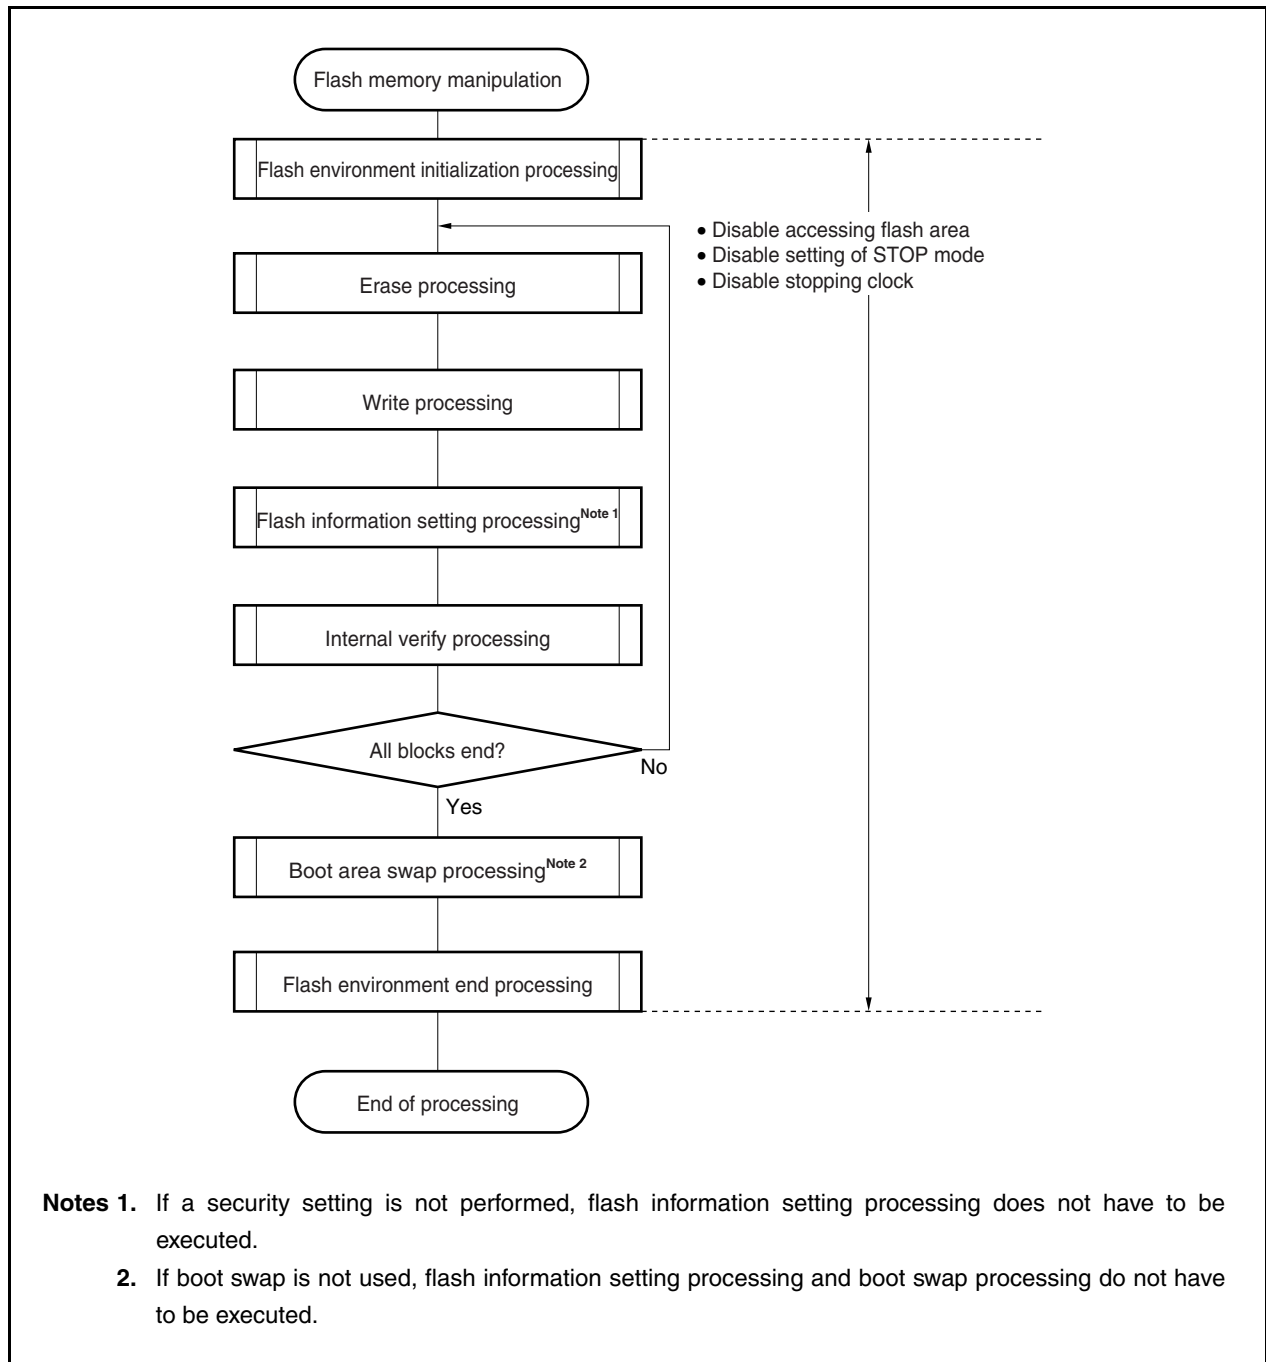 Flash memory manipulation
Flash environment initialization processing
• Disable accessing flash area
• Disable setting of STOP mode
• Disable stopping clock
Erase processing
Write processing
Flash information setting processingNote 1
Internal verify processing
All blocks end?
No
Yes
Boot area swap processingNote 2
Flash environment end processing
End of processing
Notes 1. If a security setting is not performed, flash information setting processing does not have to be
executed.
2. If boot swap is not used, flash information setting processing and boot swap processing do not have
to be executed.